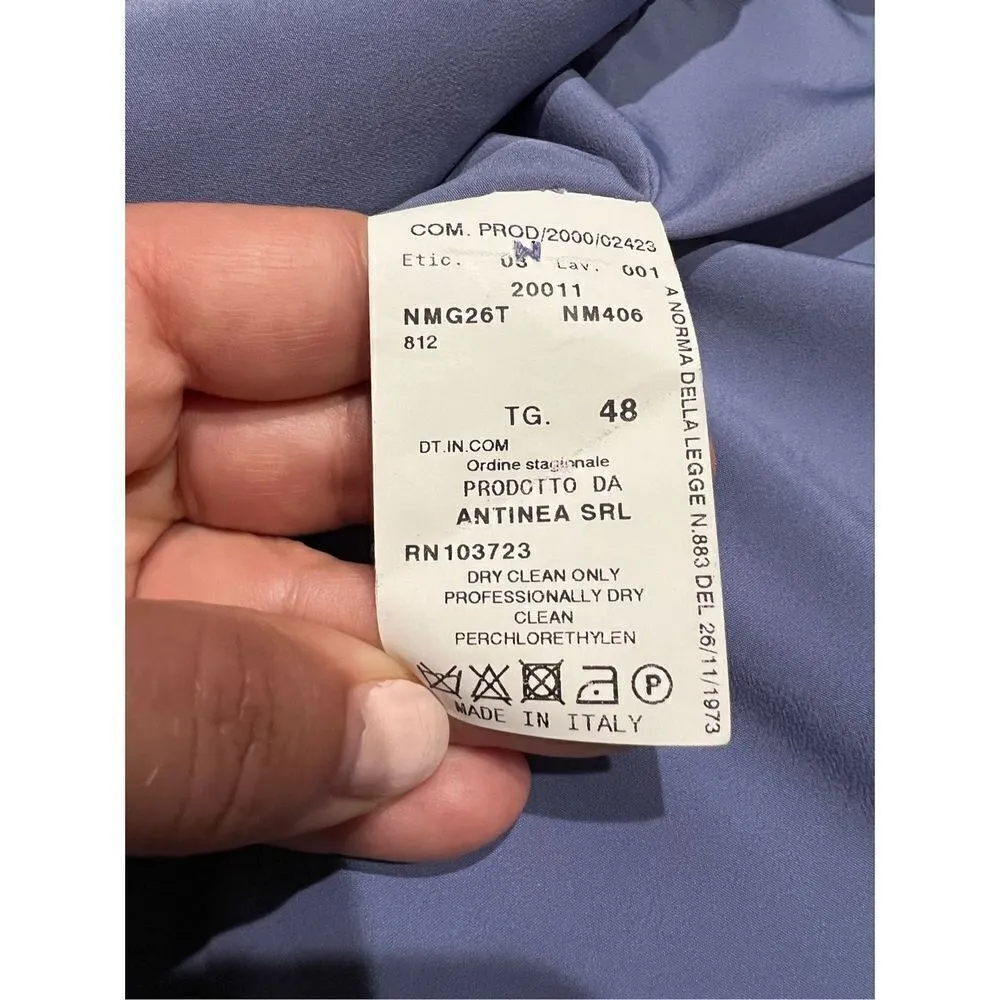 COM. PROD/2000/02423
Etic. 03 Lav. 001
20011
NMG26T NM406
812
TG. 48
DT.IN.COM
Ordine stagionale
PRODOTTO DA
ANTINEA SRL
RN103723
DRY CLEAN ONLY
PROFESSIONALLY DRY
CLEAN
PERCHLORETHYLEN
P
MADE IN ITALY
A NORMA DELLA LEGGE N.883 DEL 26/11/1973